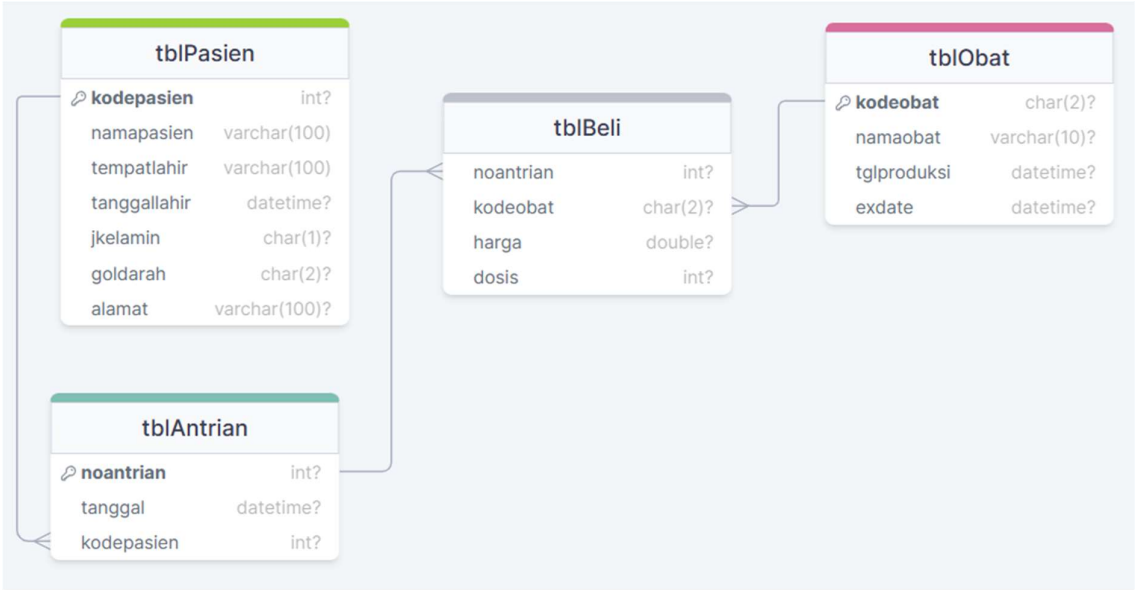 tblPasien
kodepasien int?
namapasien varchar(100)
tempatlahir varchar(100)
tanggallahir datetime?
jkelamin char(1)?
goldarah char(2)?
alamat varchar(100)?
tblBeli
noantrian int?
kodeobat char(2)?
harga double?
dosis int?
tblObat
kodeobat char(2)?
namaobat varchar(10)?
tglproduksi datetime?
exdate datetime?
tblAntrian
noantrian int?
tanggal datetime?
kodepasien int?